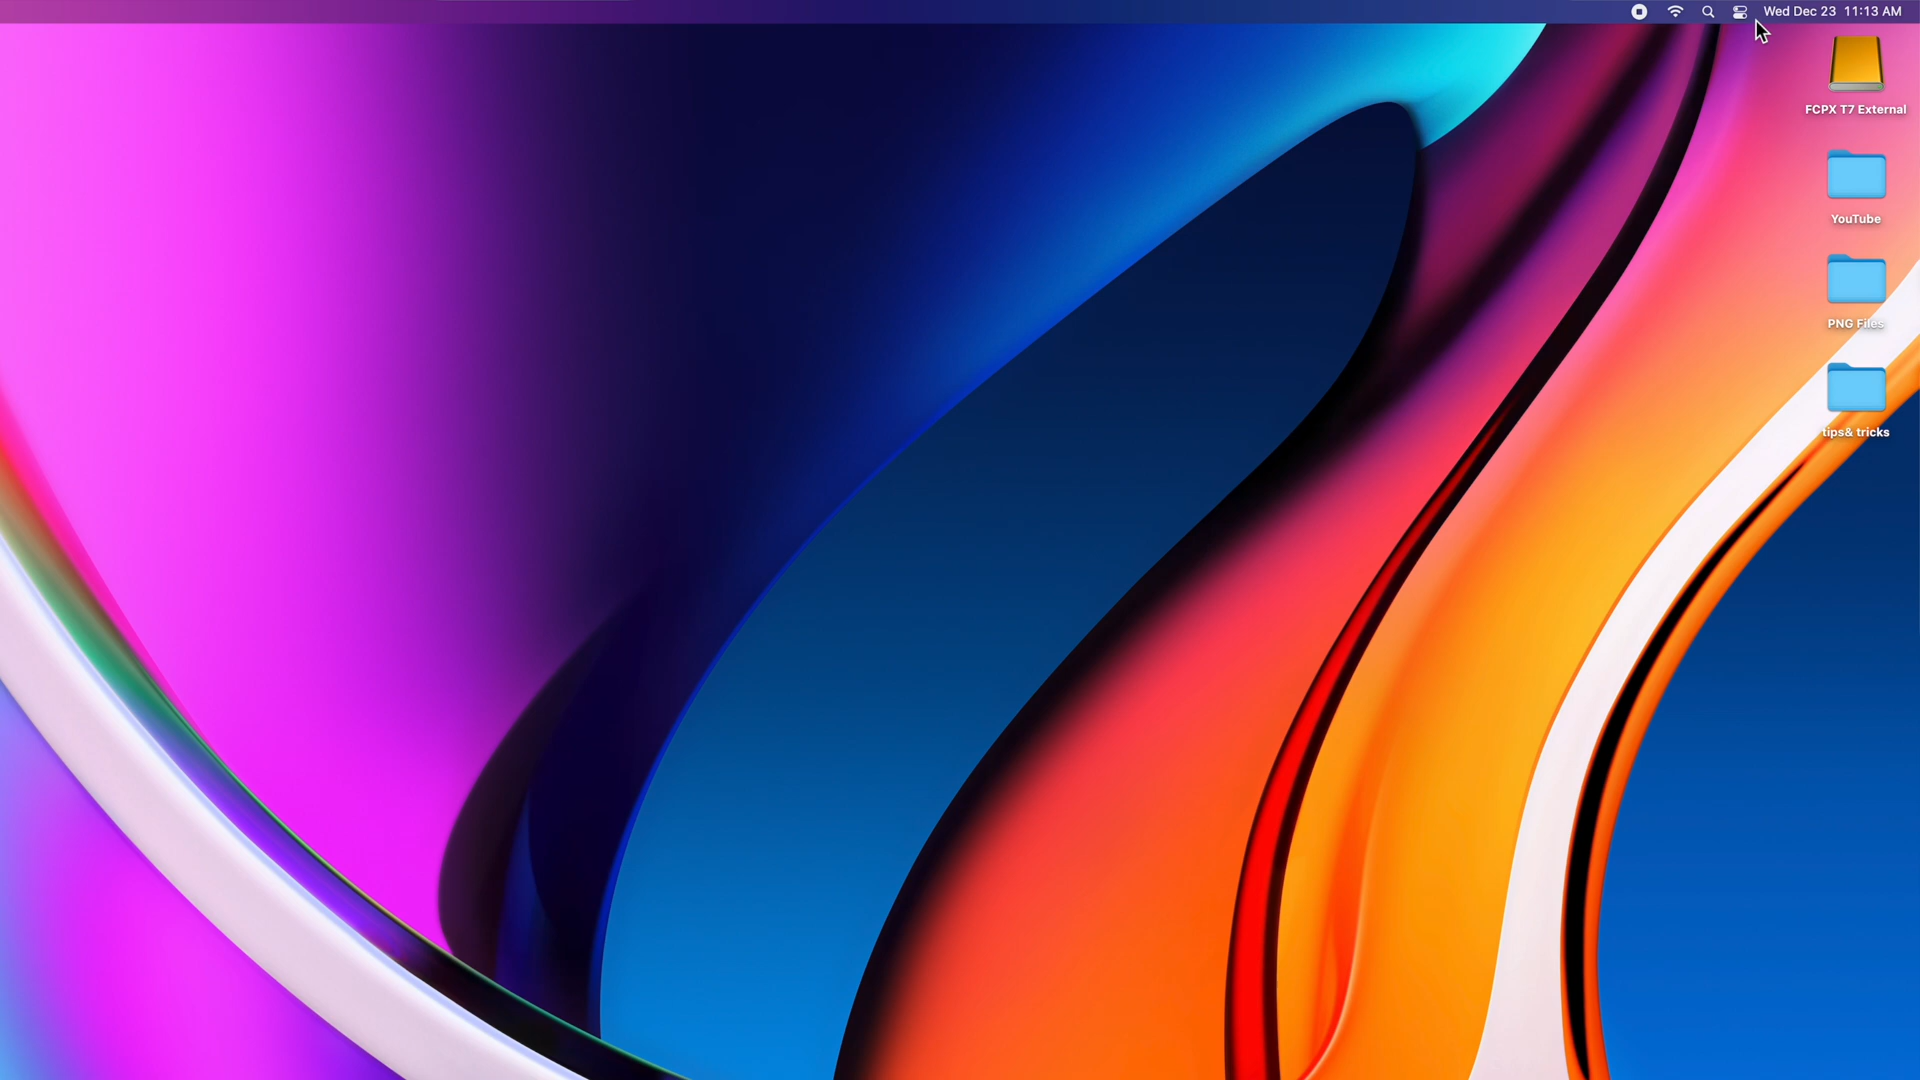 Wed Dec 23 11:13 AM
FCPX T7 External
YouTube
PNG Files
tips& tricks